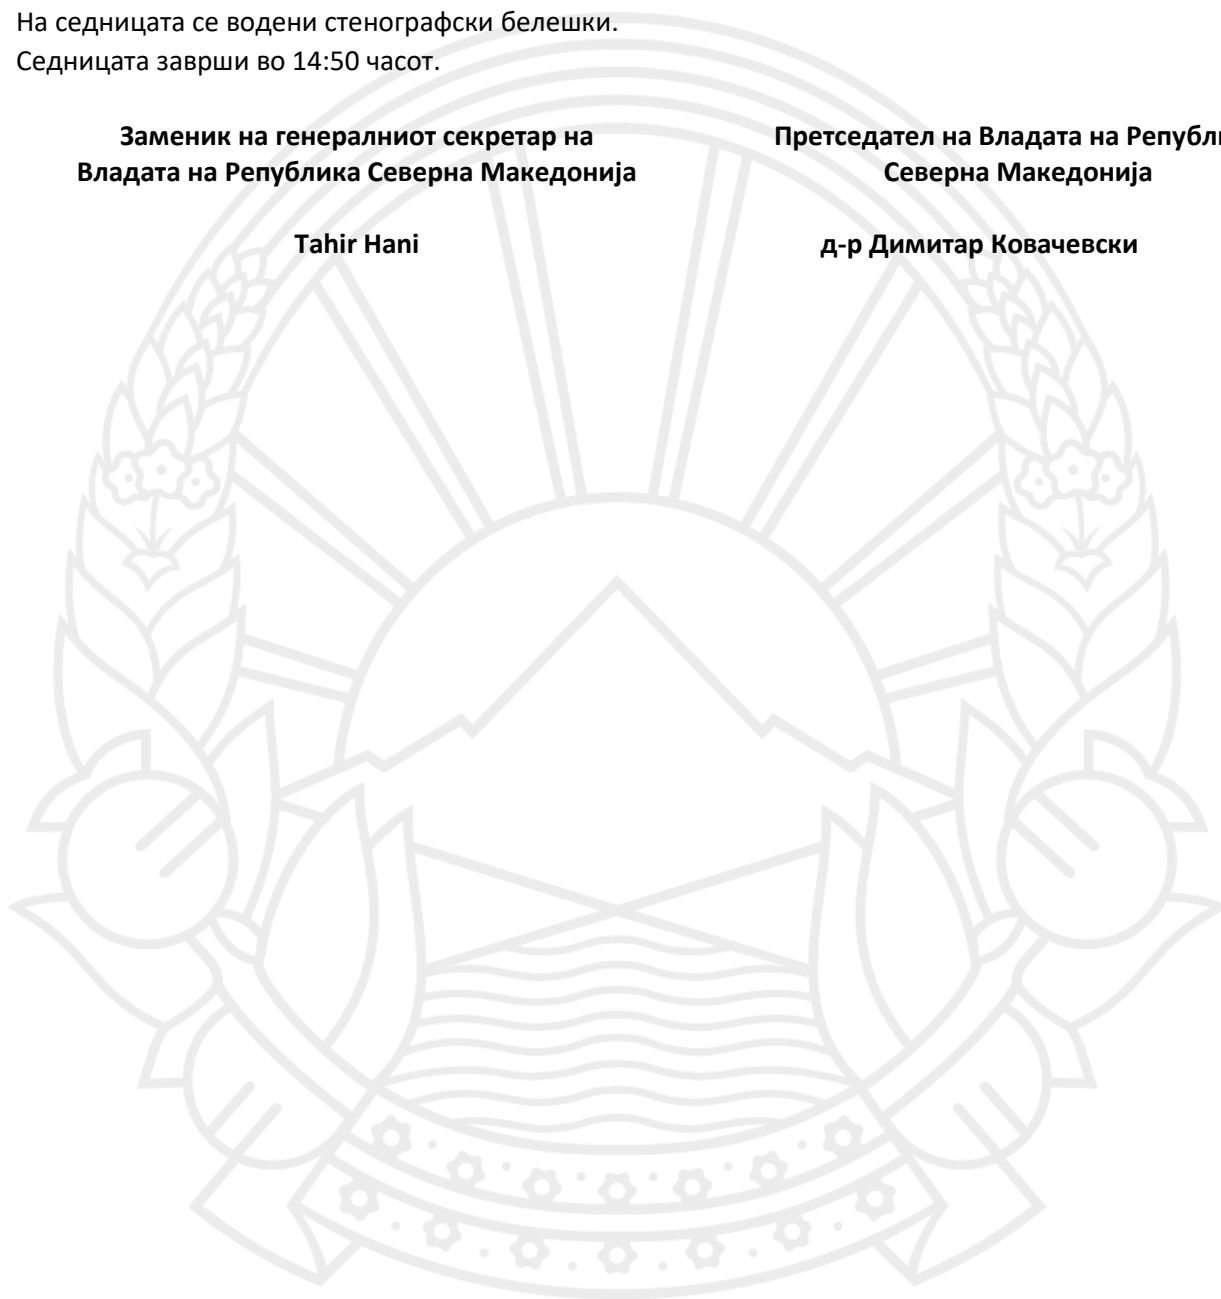 На седницата се водени стенографски белешки.
Седницата заврши во 14:50 часот.
Заменик на генералниот секретар на
Владата на Република Северна Македонија
Tahir Hani
Претседател на Владата на
Северна Македонија
д-р Димитар Ковачевски